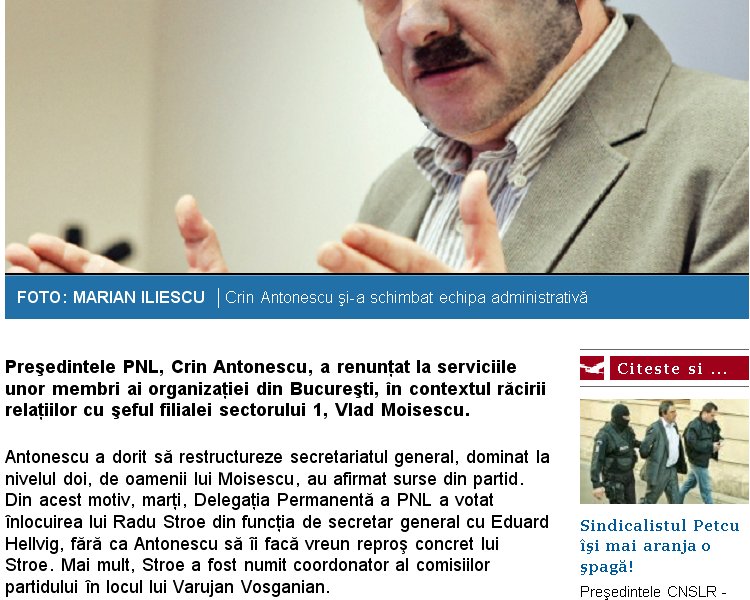 FOTO: MARIAN ILIESCU | Crin Antonescu şi-a schimbat echipa administrativă
Preşedintele PNL, Crin Antonescu, a renunţat la serviciile
unor membri ai organizaţiei din Bucureşti, în contextul răcirii
relaţiilor cu şeful filialei sectorului 1, Vlad Moisescu.
Antonescu a dorit să restructureze secretariatul general, dominat la
nivelul doi, de oamenii lui Moisescu, au afirmat surse din partid.
Din acest motiv, marţi, Delegaţia Permanentă a PNL a votat
înlocuirea lui Radu Stroe din funcţia de secretar general cu Eduard
Hellvig, fără ca Antonescu să îi facă vreun reproş concret lui
Stroe. Mai mult, Stroe a fost numit coordonator al comisiilor
partidului în locul lui Varujan Vosganian.
Citeste si ...
Sindicalistul Petcu
îşi mai aranja o
şpagă!
Preşedintele CNSLR -